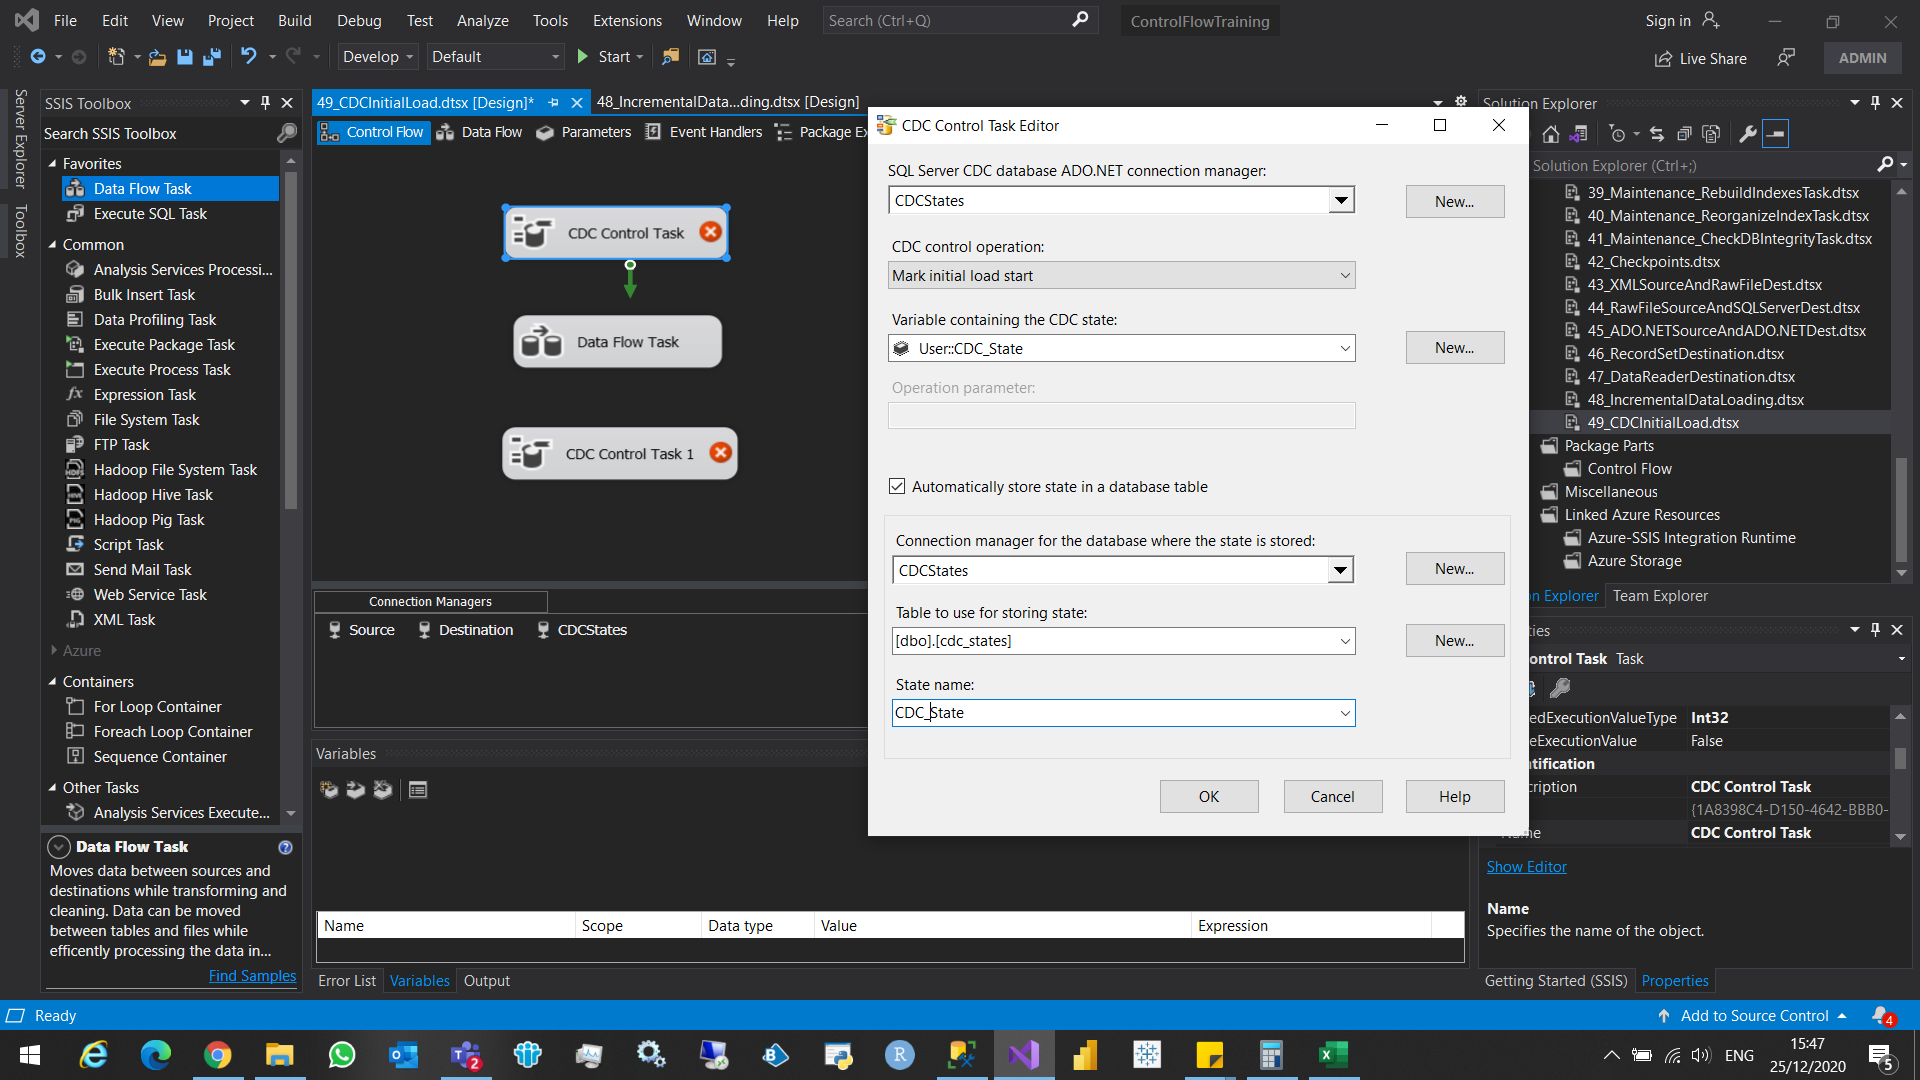 File Edit View Project Build Debug Test Analyze Tools Extensions Window Help Search (Ctrl+Q) ControlFlowTraining Sign in
Develop Default Start Live Share ADMIN
Server Explorer
Toolbox
SSIS Toolbox
Search SSIS Toolbox
Favorites
Data Flow Task
Execute SQL Task
Common
Analysis Services Processi...
Bulk Insert Task
Data Profiling Task
Execute Package Task
Execute Process Task
Expression Task
File System Task
FTP Task
Hadoop File System Task
Hadoop Hive Task
Hadoop Pig Task
Script Task
Send Mail Task
Web Service Task
XML Task
Azure
Containers
For Loop Container
Foreach Loop Container
Sequence Container
Other Tasks
Analysis Services Execute...
Data Flow Task
Moves data between sources and
destinations while transforming and
cleaning. Data can be moved
between tables and files while
efficently processing the data in...
Find Samples
49_CDCInitialLoad.dtsx [Design]* 48_IncrementalData...ding.dtsx [Design]
Control Flow Data Flow Parameters Event Handlers Package Ex
CDC Control Task
Data Flow Task
CDC Control Task 1
Connection Managers
Source Destination CDCStates
Variables
Name Scope Data type Value Expression
Error List Variables Output
CDC Control Task Editor
SQL Server CDC database ADO.NET connection manager:
CDCStates New...
CDC control operation:
Mark initial load start
Variable containing the CDC state:
User::CDC_State New...
Operation parameter:
Automatically store state in a database table
Connection manager for the database where the state is stored:
CDCStates New...
Table to use for storing state:
[dbo].[cdc_states] New...
State name:
CDC_State
OK Cancel Help
Solution Explorer
Solution Explorer (Ctrl+;)
39_Maintenance_RebuildIndexesTask.dtsx
40_Maintenance_ReorganizeIndexTask.dtsx
41_Maintenance_CheckDBIntegrityTask.dtsx
42_Checkpoints.dtsx
43_XMLSourceAndRawFileDest.dtsx
44_RawFileSourceAndSQLServerDest.dtsx
45_ADO.NETSourceAndADO.NETDest.dtsx
46_RecordSetDestination.dtsx
47_DataReaderDestination.dtsx
48_IncrementalDataLoading.dtsx
49_CDCInitialLoad.dtsx
Package Parts
Control Flow
Miscellaneous
Linked Azure Resources
Azure-SSIS Integration Runtime
Azure Storage
n Explorer Team Explorer
ties
ontrol Task Task
edExecutionValueType Int32
eExecutionValue False
ntification
cription CDC Control Task
{1A8398C4-D150-4642-BBB0-
Name CDC Control Task
Show Editor
Name
Specifies the name of the object.
Getting Started (SSIS) Properties
Ready Add to Source Control 4
2 ENG 15:47
25/12/2020 5